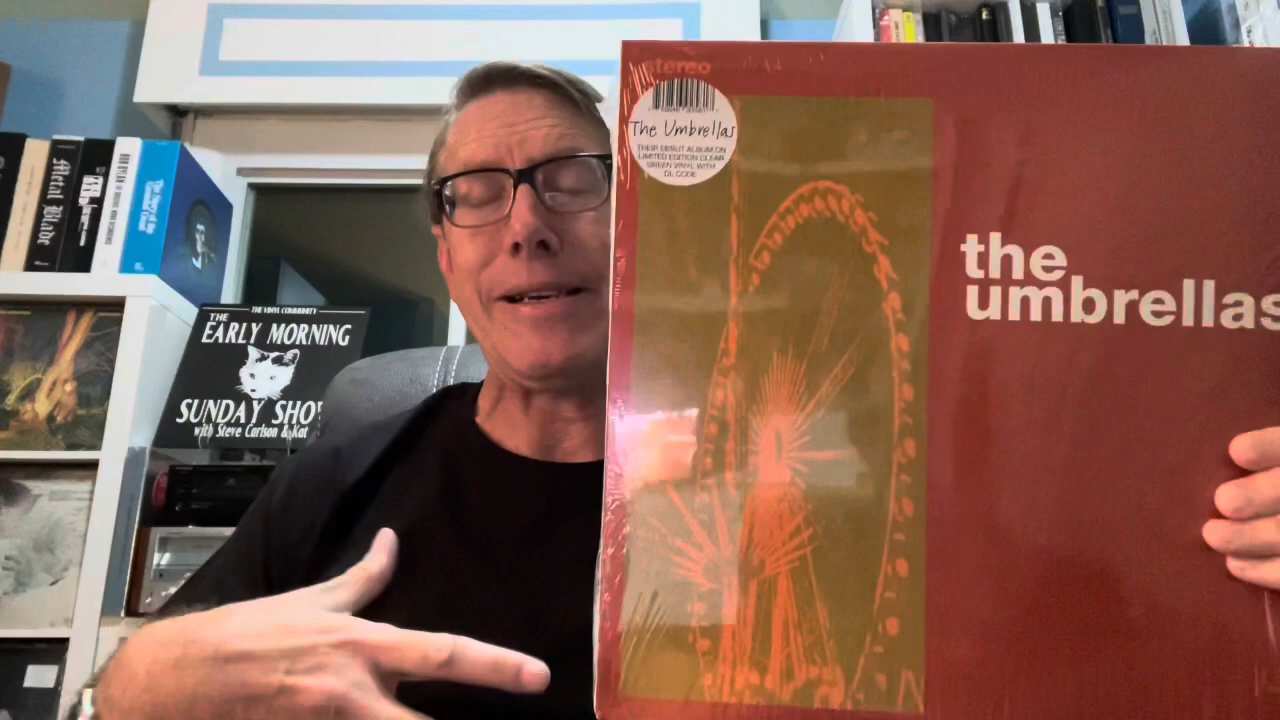 stereo
The Umbrellas
THEIR DEBUT ALBUM ON
LIMITED EDITION CLEAR
GREEN VINYL WITH
DL CODE
the
umbrellas
Metal Blade
THE VINYL COMMUNITY
THE
EARLY MORNING
SUNDAY SHO
with Steve Carlson & Kat